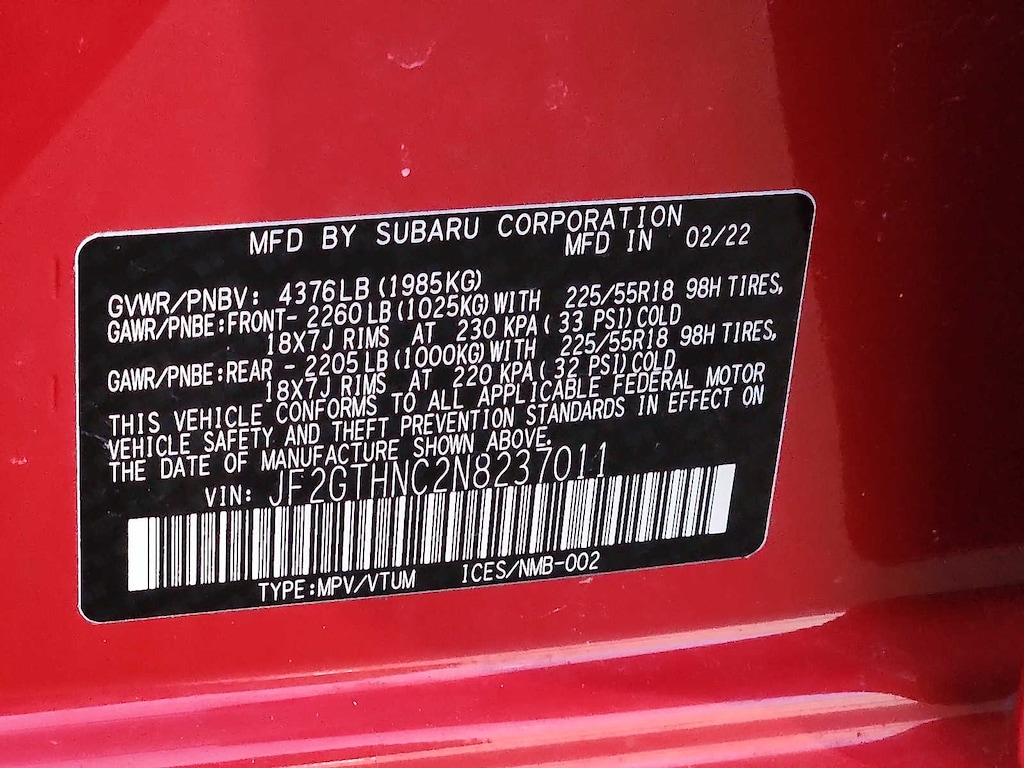 MFD BY SUBARU CORPORATION
MFD IN 02/22
GVWR/PNBV: 4376LB (1985KG)
GAWR/PNBE:FRONT- 2260LB (1025KG) WITH 225/55R18 98H TIRES,
18X7J RIMS AT 230 KPA ( 33 PSI) COLD
GAWR/PNBE:REAR - 2205LB (1000KG) WITH 225/55R18 98H TIRES,
18X7J RIMS AT 220 KPA ( 32 PSI) COLD
THIS VEHICLE CONFORMS TO ALL APPLICABLE FEDERAL MOTOR
VEHICLE SAFETY AND THEFT PREVENTION STANDARDS IN EFFECT ON
THE DATE OF MANUFACTURE SHOWN ABOVE.
VIN: JF2GTHNC2N8237011
TYPE:MPV/VTUM ICES/NMB-002